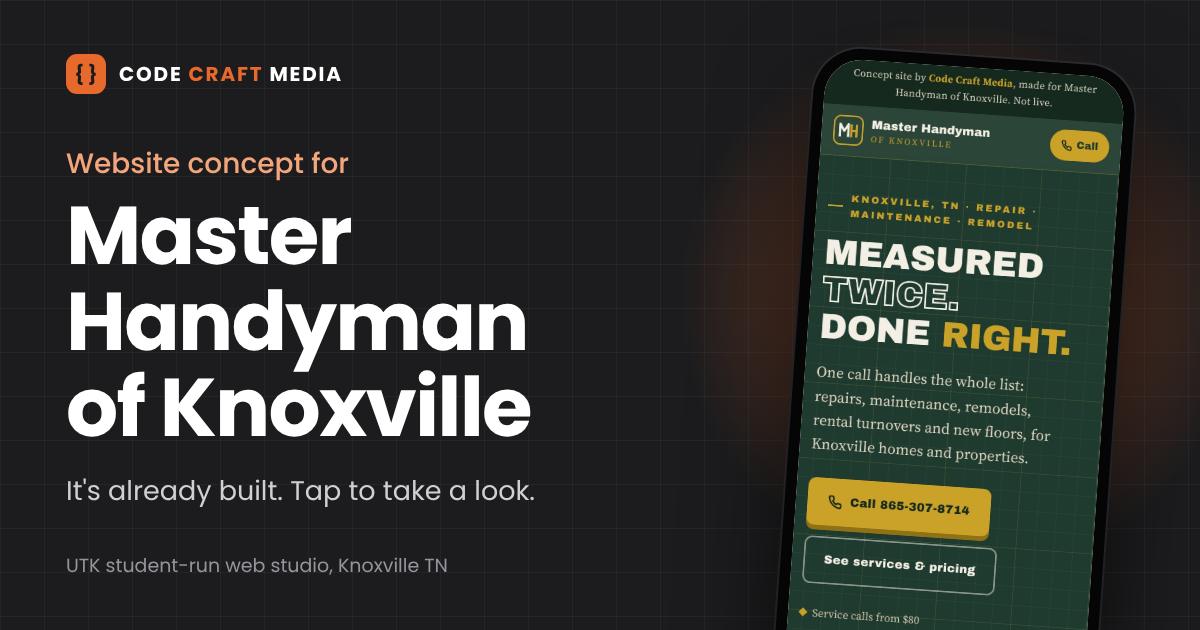 { } CODE CRAFT MEDIA
Website concept for
Master
Handyman
of Knoxville
It's already built. Tap to take a look.
UTK student-run web studio, Knoxville TN
Concept site by Code Craft Media, made for Master
Handyman of Knoxville. Not live.
MH
Master Handyman
OF KNOXVILLE
Call
KNOXVILLE, TN · REPAIR ·
MAINTENANCE · REMODEL
MEASURED
TWICE.
DONE RIGHT.
One call handles the whole list:
repairs, maintenance, remodels,
rental turnovers and new floors, for
Knoxville homes and properties.
Call 865-307-8714
See services & pricing
Service calls from $80